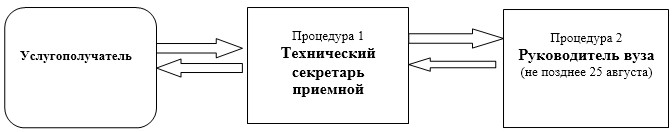 Услугополучатель
Процедура 1
Технический
секретарь
приемной
Процедура 2
Руководитель вуза
(не позднее 25 августа)